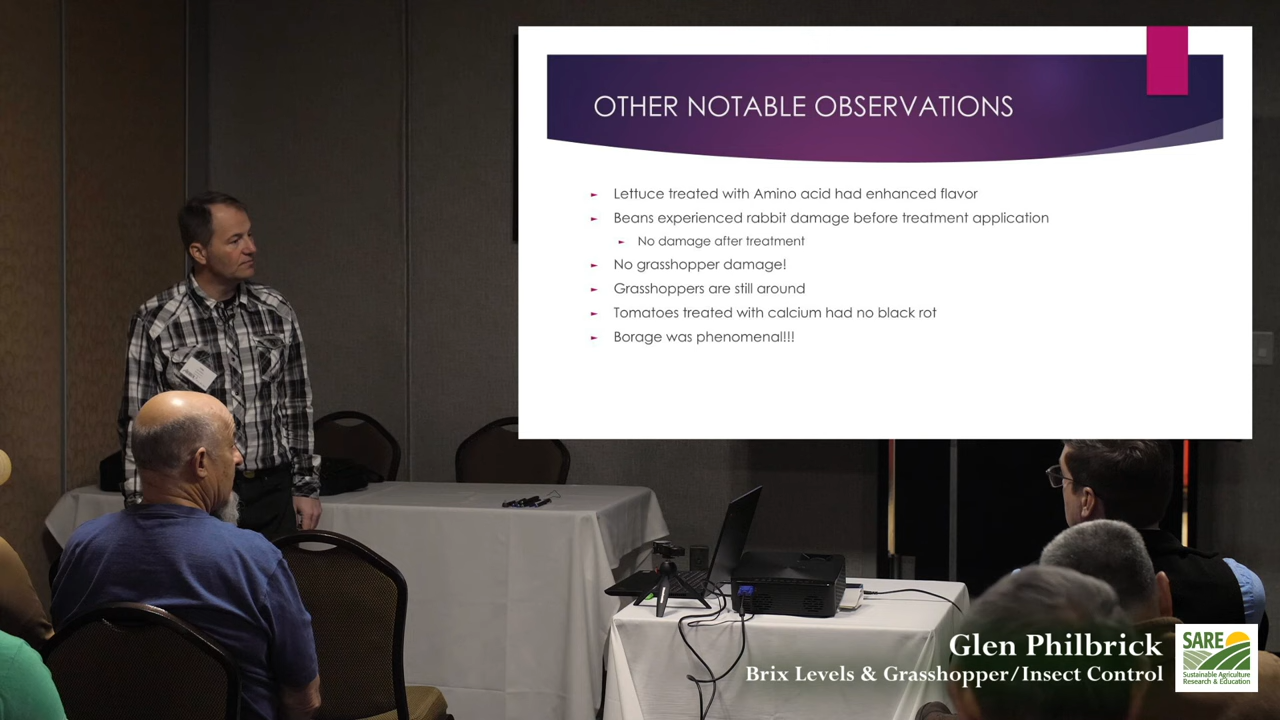 OTHER NOTABLE OBSERVATIONS
Lettuce treated with Amino acid had enhanced flavor
Beans experienced rabbit damage before treatment application
No damage after treatment
No grasshopper damage!
Grasshoppers are still around
Tomatoes treated with calcium had no black rot
Borage was phenomenal!!!
Glen Philbrick
Brix Levels & Grasshopper/Insect Control
SARE
Sustainable Agriculture
Research & Education